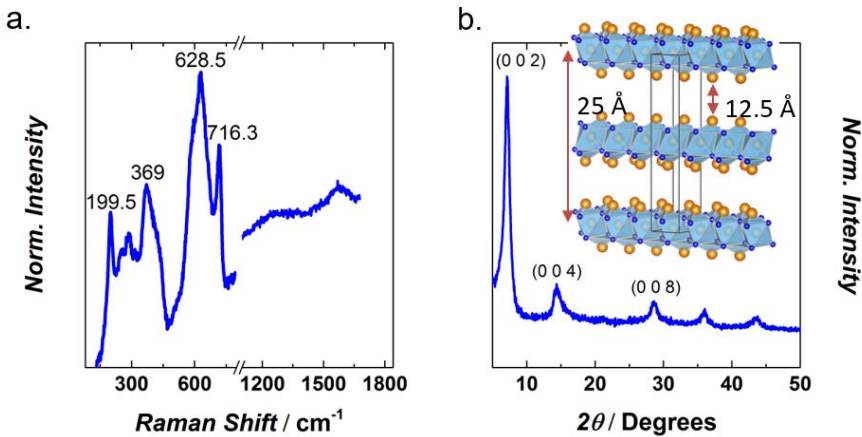 a.
628.5
716.3
369
199.5
Norm. Intensity
300 600 1100 1500 1800
Raman Shift / cm⁻¹
b.
(0 0 2)
25 Å
12.5 Å
(0 0 4)
(0 0 8)
10 20 30 40 50
2θ / Degrees
Norm. Intensity